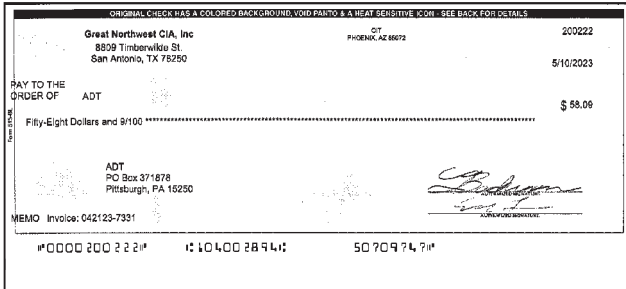 ORIGINAL CHECK HAS A COLORED BACKGROUND, VOID PANTO & A HEAT SENSITIVE ICON - SEE BACK FOR DETAILS
Great Northwest CIA, Inc
8809 Timberwilde St.
San Antonio, TX 78250
CIT
PHOENIX, AZ 85072
200222
5/10/2023
PAY TO THE
ORDER OF ADT
$ 58.09
Fifty-Eight Dollars and 9/100 ****************************************
ADT
PO Box 371878
Pittsburgh, PA 15250
AUTHORIZED SIGNATURE
AUTHORIZED SIGNATURE
MEMO Invoice: 042123-7331
⑈0000200222⑈ ⑆104002894⑆ 50709747⑈